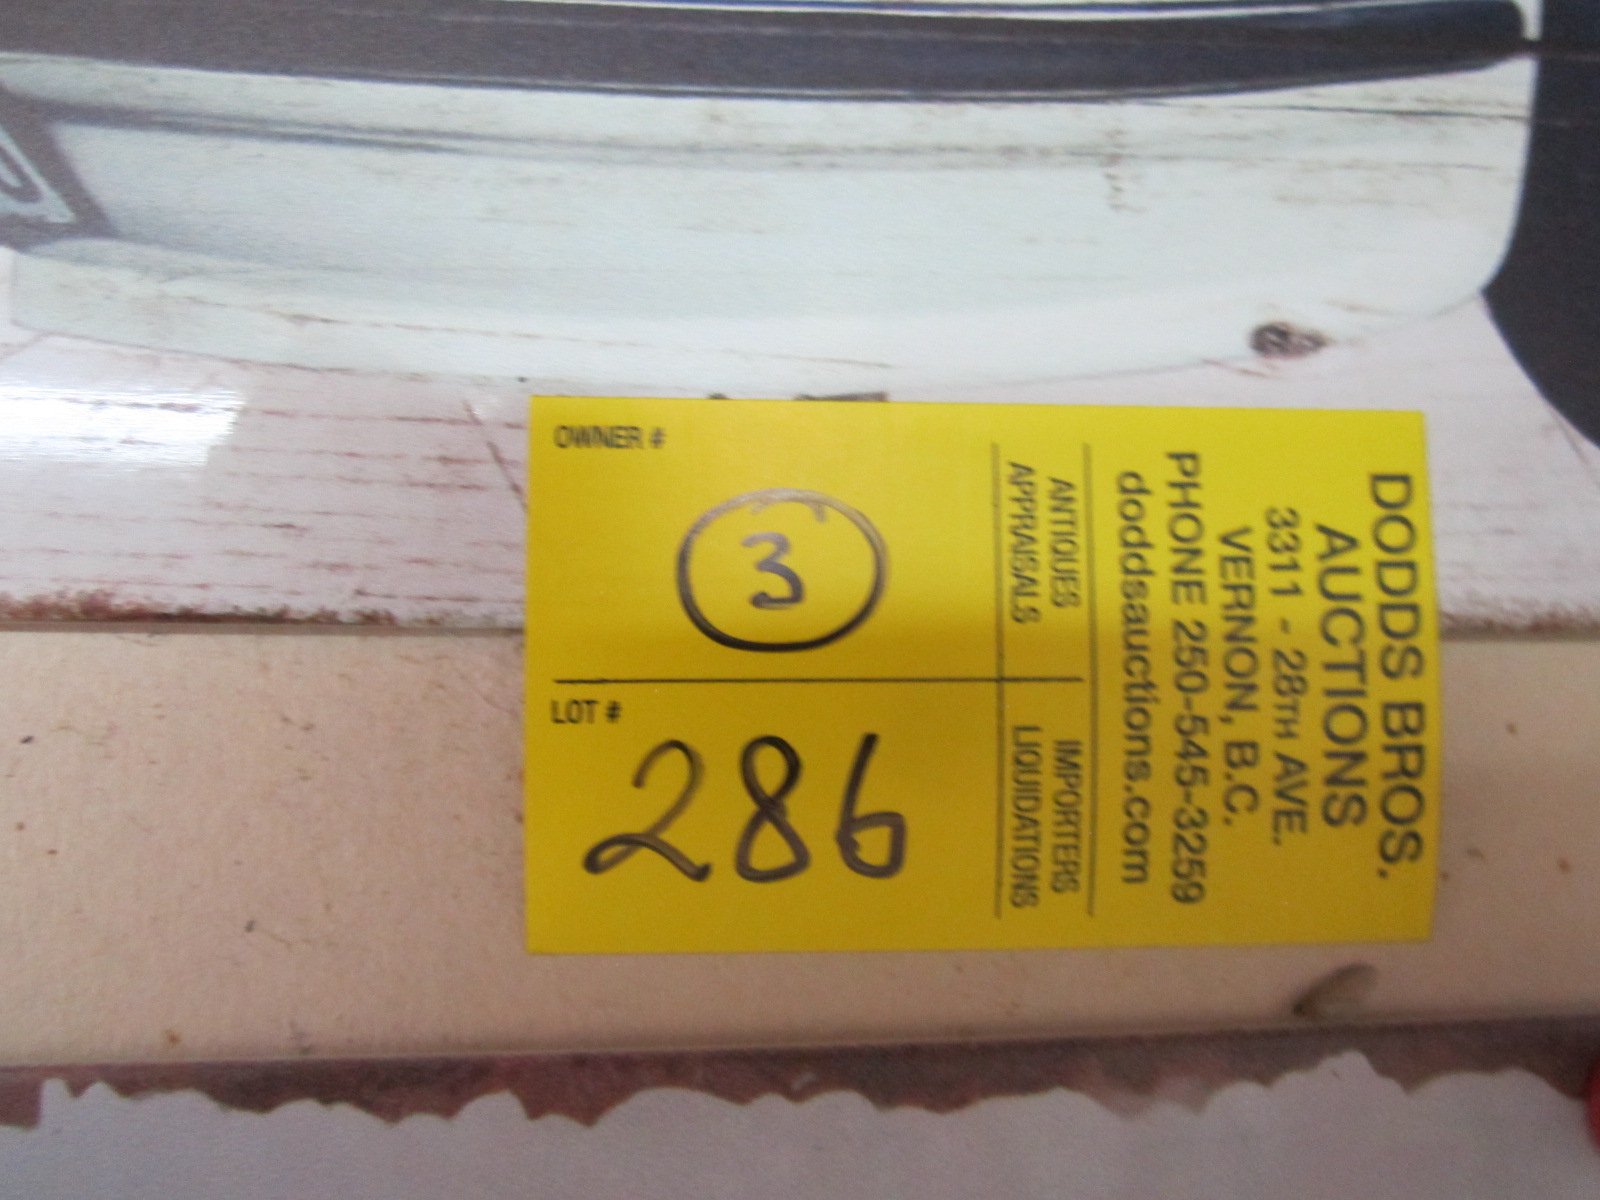 DODDS BROS.
AUCTIONS
3311 - 28TH AVE.
VERNON, B.C.
PHONE 250-545-3259
doddsauctions.com
ANTIQUES
APPRAISALS
IMPORTERS
LIQUIDATIONS
OWNER #
3
LOT #
286